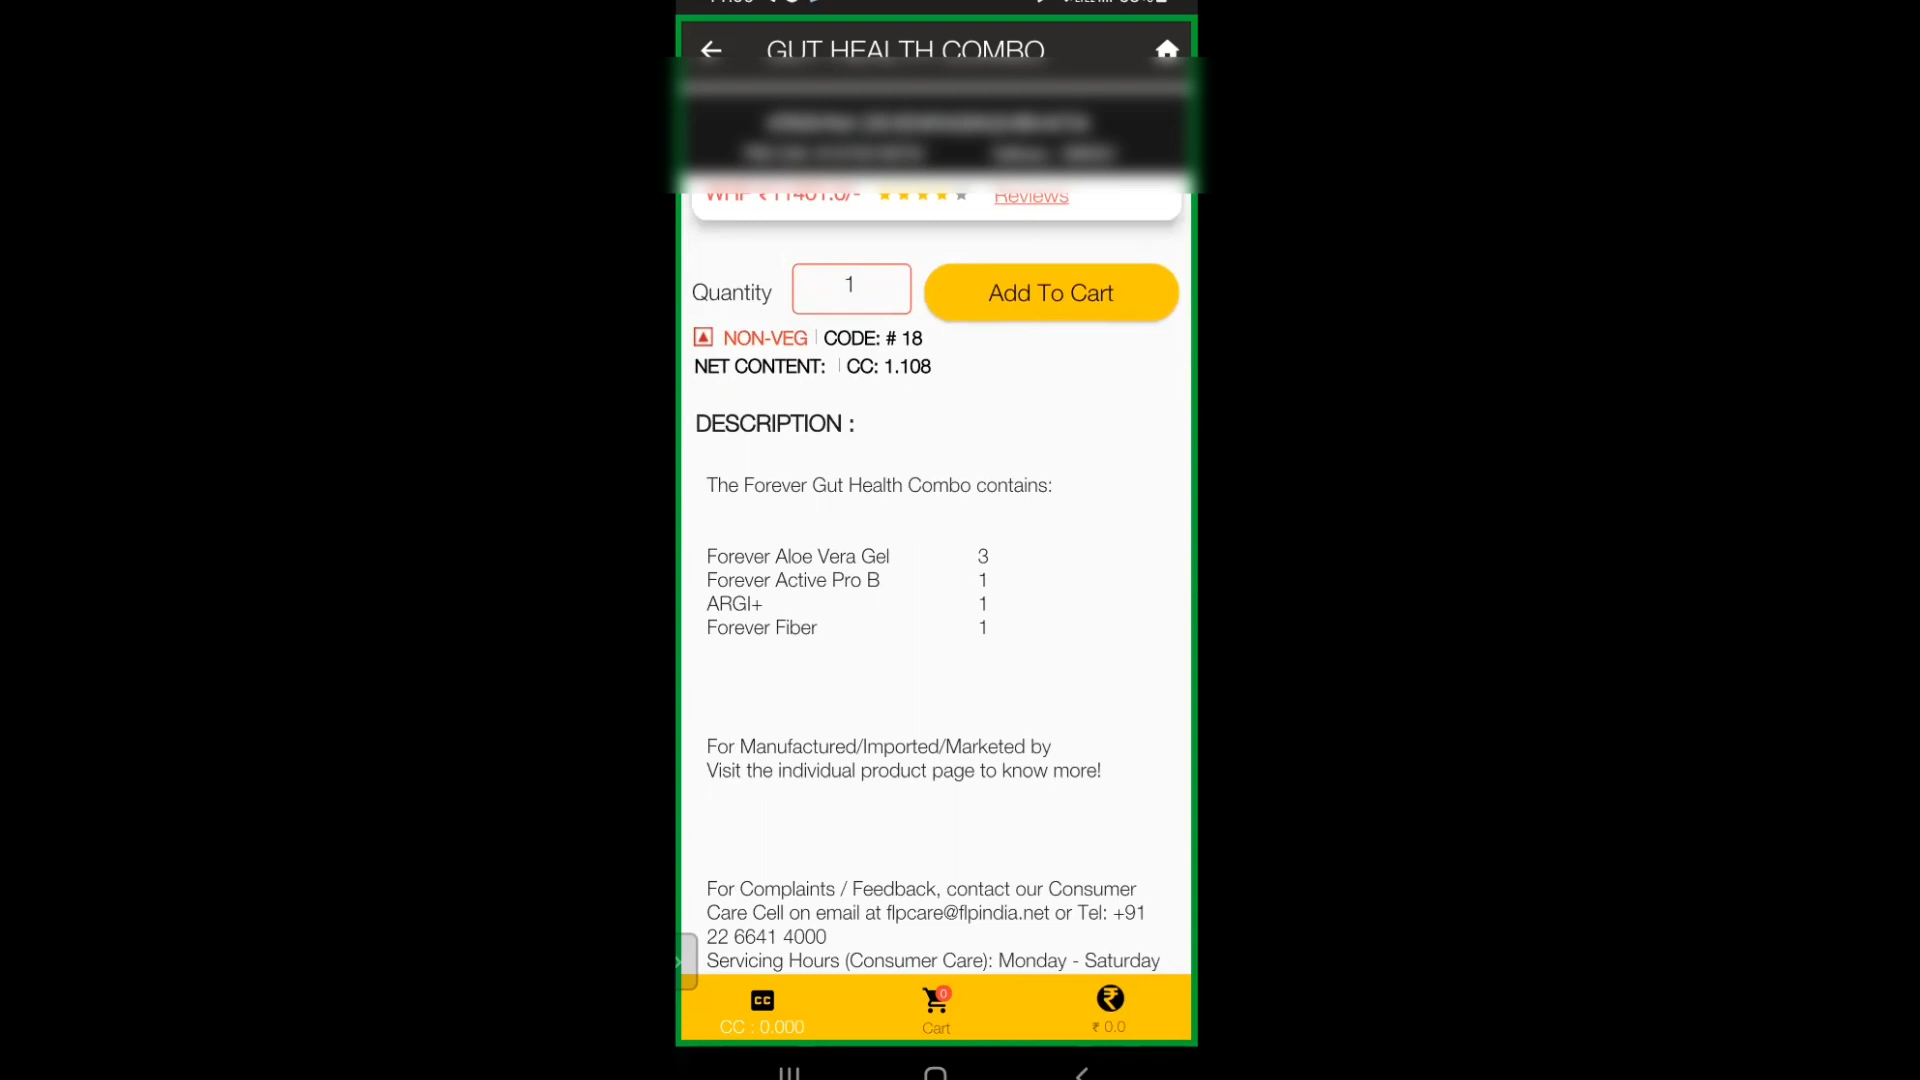 GUT HEALTH COMBO
Reviews
Quantity 1 Add To Cart
NON-VEG CODE: # 18
NET CONTENT: CC: 1.108
DESCRIPTION :
The Forever Gut Health Combo contains:
Forever Aloe Vera Gel 3
Forever Active Pro B 1
ARGI+ 1
Forever Fiber 1
For Manufactured/Imported/Marketed by
Visit the individual product page to know more!
For Complaints / Feedback, contact our Consumer
Care Cell on email at flpcare@flpindia.net or Tel: +91
22 6641 4000
Servicing Hours (Consumer Care): Monday - Saturday
CC 0
CC : 0.000 Cart ₹ 0.0